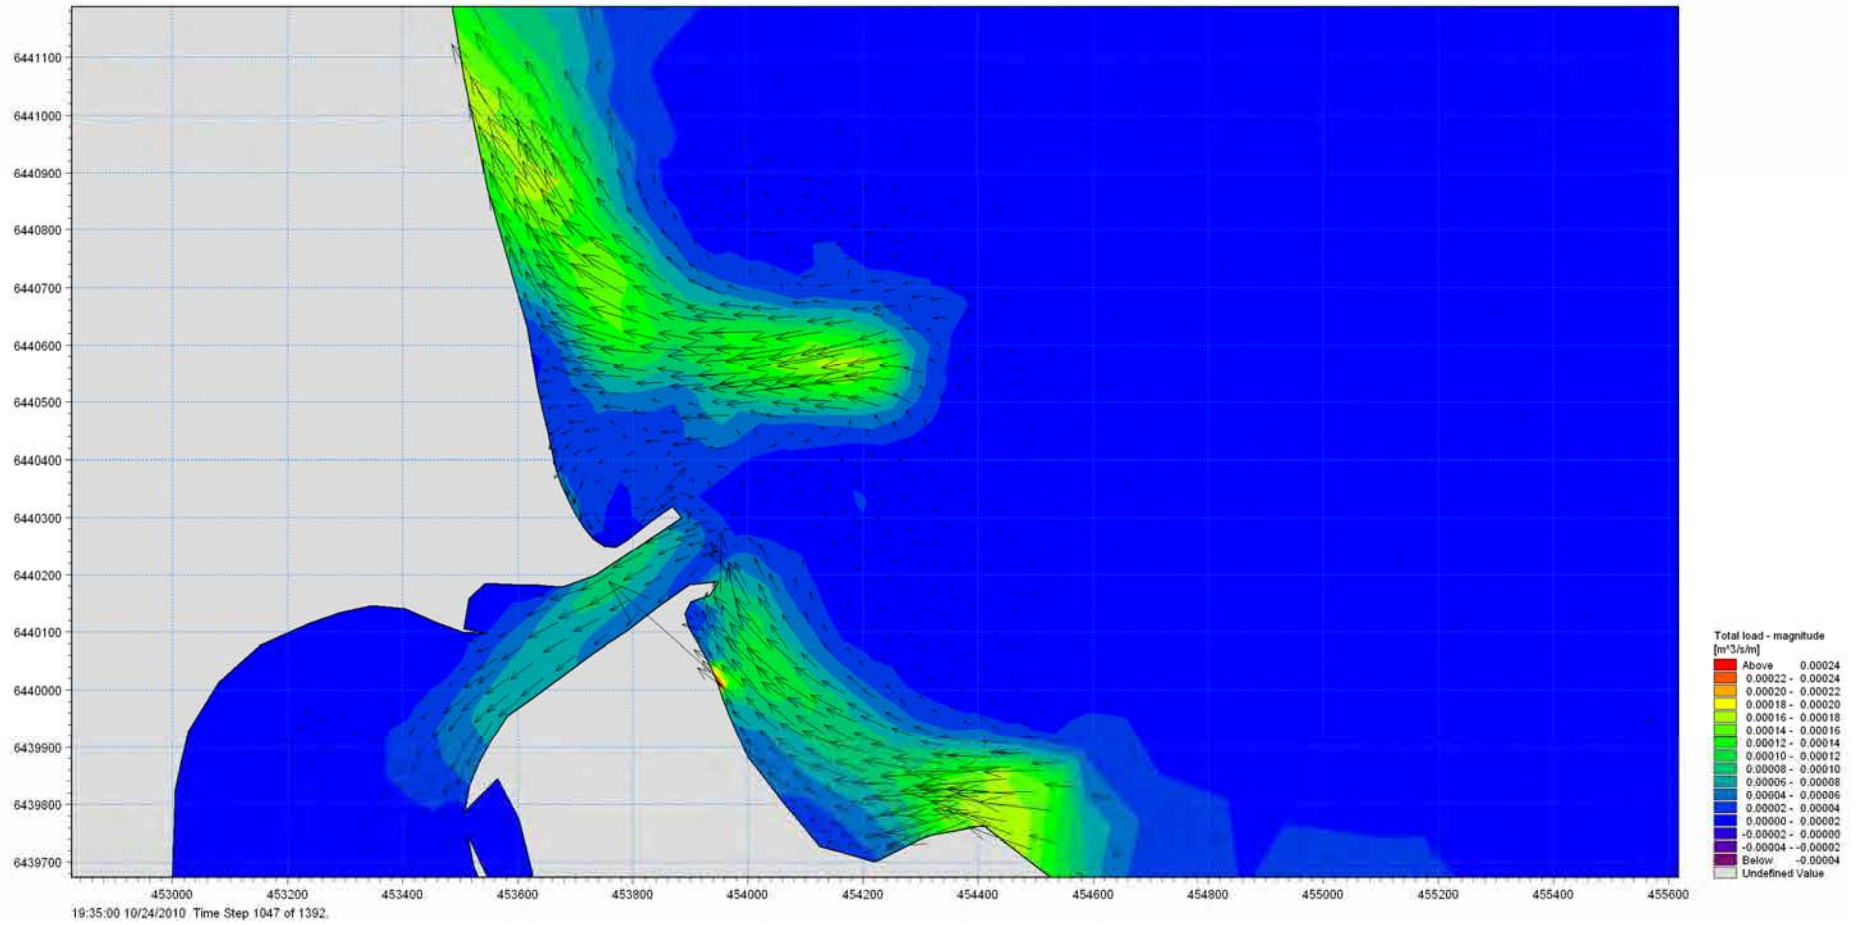 6441100
6441000
6440900
6440800
6440700
6440600
6440500
6440400
6440300
6440200
6440100
6440000
6439900
6439800
6439700
453000 453200 453400 453600 453800 454000 454200 454400 454600 454800 455000 455200 455400 455600
19:35:00 10/24/2010 Time Step 1047 of 1392.
Total load - magnitude
[m^3/s/m]
Above 0.00024
0.00022 - 0.00024
0.00020 - 0.00022
0.00018 - 0.00020
0.00016 - 0.00018
0.00014 - 0.00016
0.00012 - 0.00014
0.00010 - 0.00012
0.00008 - 0.00010
0.00006 - 0.00008
0.00004 - 0.00006
0.00002 - 0.00004
0.00000 - 0.00002
-0.00002 - 0.00000
-0.00004 - -0.00002
Below -0.00004
Undefined Value